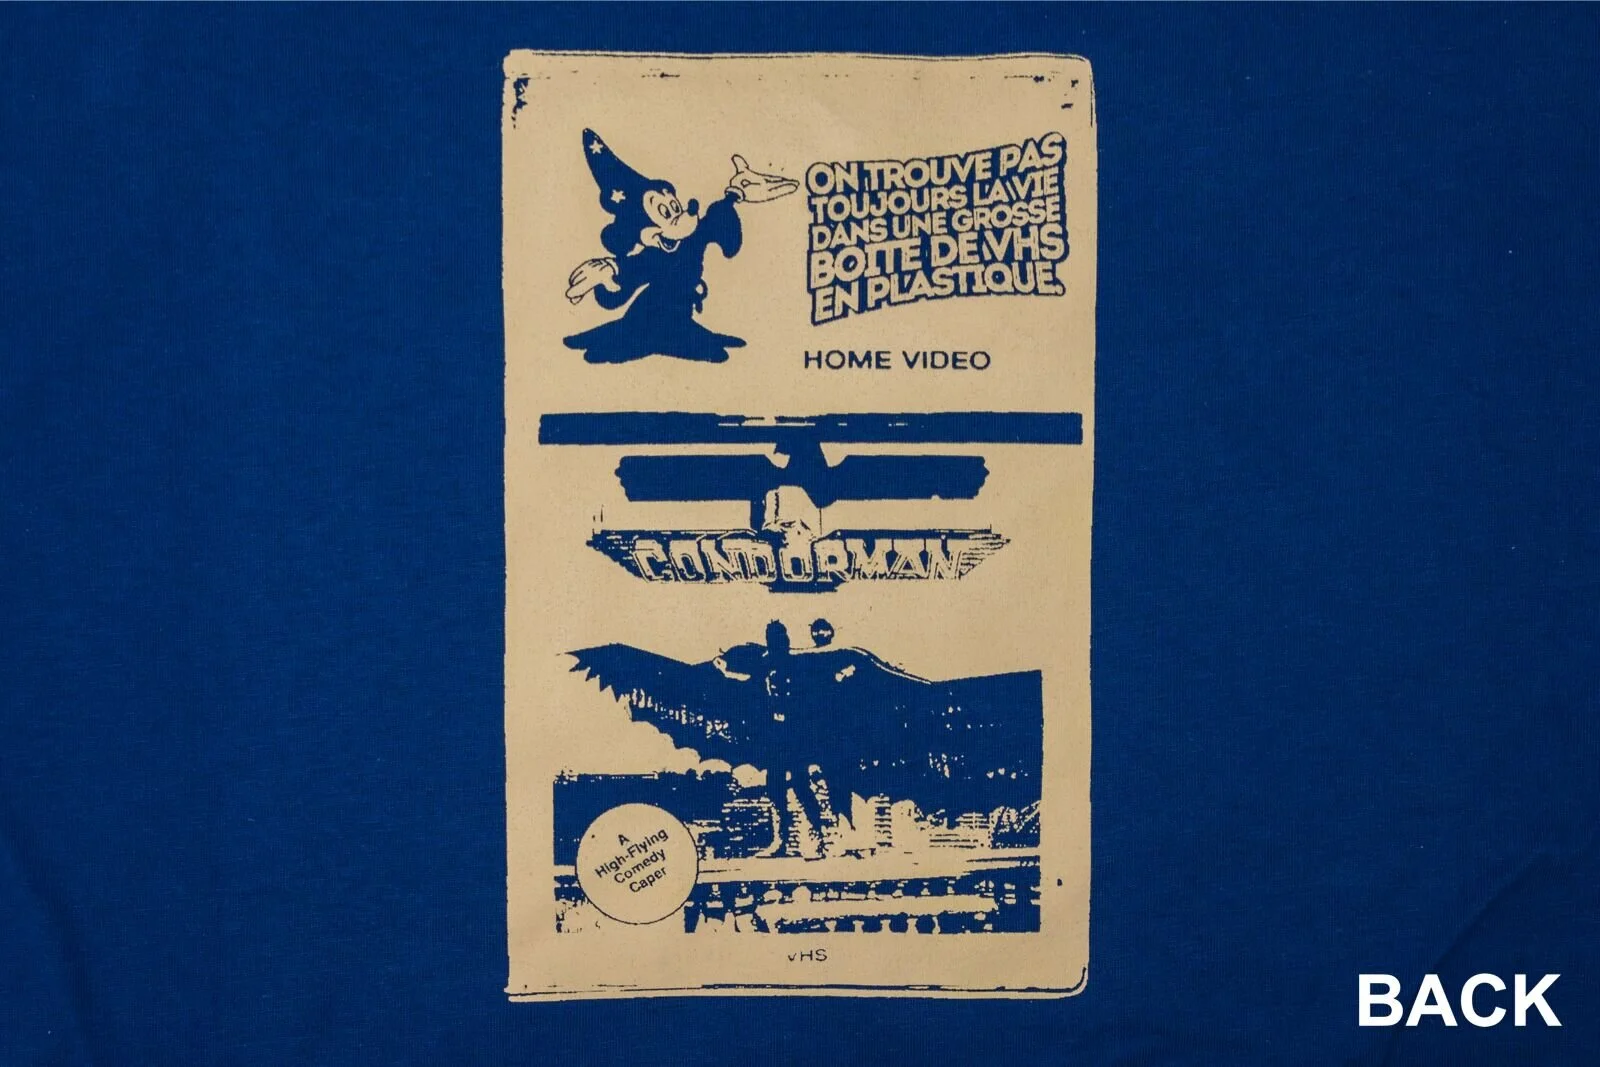 ON TROUVE PAS
TOUJOURS LA VIE
DANS UNE GROSSE
BOITE DE VHS
EN PLASTIQUE.
HOME VIDEO
CONDORMAN
A
High-Flying
Comedy
Caper
VHS
BACK